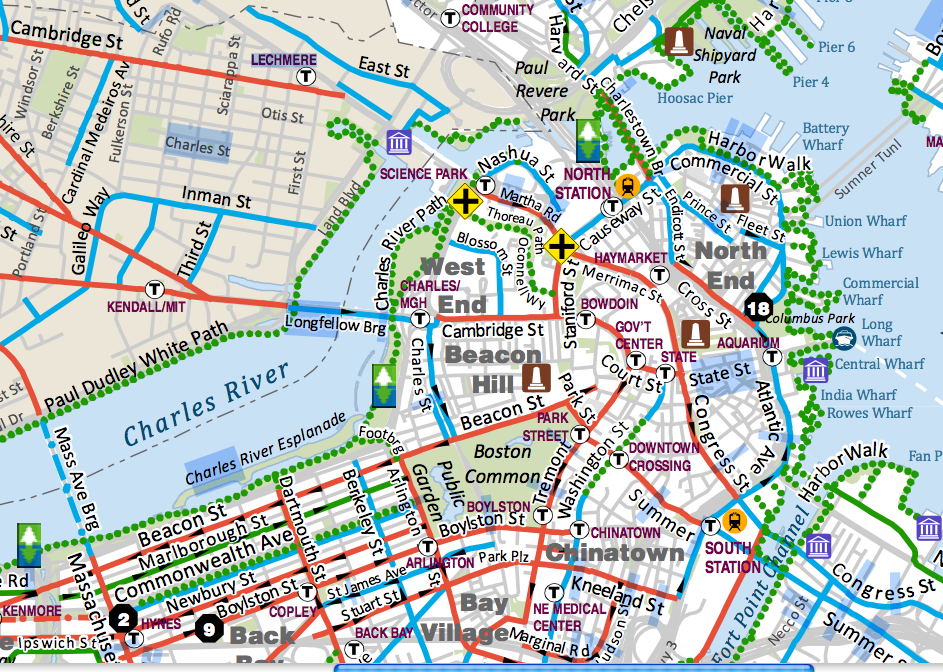 COMMUNITY
COLLEGE
Cambridge St
Rufo Rd
Sciarappa St
LECHMERE
East St
Harvard St
Chels
Naval
Shipyard
Park
Pier 6
Pier 4
Hoosac Pier
Paul
Revere
Park
Charlestown Br
Windsor St
Berkshire St
Cardinal Medeiros Av
Fulkerson St
Otis St
Charles St
First St
Battery
Wharf
HarborWalk
Commercial St
Sumner Tunl
MA
SCIENCE PARK
Nashua St
NORTH
STATION
Martha Rd
Thoreau Path
Causeway St
Endicott St
Prince St
Fleet St
Union Wharf
Lewis Wharf
Commercial
Wharf
Inman St
Third St
Galileo Way
Portland St
land Blvd
Charles River Path
Blossom St
Oconnell Wy
West
End
North
End
HAYMARKET
Merrimac St
Cross St
18
Columbus Park
KENDALL/MIT
CHARLES/
MGH
Longfellow Brg
Cambridge St
Staniford St
BOWDOIN
GOV'T
CENTER
STATE
AQUARIUM
Long
Wharf
Central Wharf
India Wharf
Rowes Wharf
Paul Dudley White Path
Charles River
Charles St
Beacon
Hill
Court St
State St
Congress St
Atlantic Ave
Park St
Beacon St
PARK
STREET
Mass Ave Brg
Charles River Esplanade
Footbrg
Boston
Common
Public
Garden
Tremont
Washington St
DOWNTOWN
CROSSING
HarborWalk
Fan P
Beacon St
Marlborough St
Commonwealth Ave
Newbury St
Boylston St
Dartmouth St
Berkeley St
Arlington St
BOYLSTON
Boylston St
CHINATOWN
Chinatown
Summer
SOUTH
STATION
Fort Point Channel
Massachuse
ARLINGTON
Park Plz
St James Ave
Stuart St
COPLEY
Kneeland St
NE MEDICAL
CENTER
Congress St
Summer
Necco St
KENMORE
2
HYNES
9
Back
Bay
BACK BAY
Bay
Village
Marginal Rd
Hudson St
Ipswich St